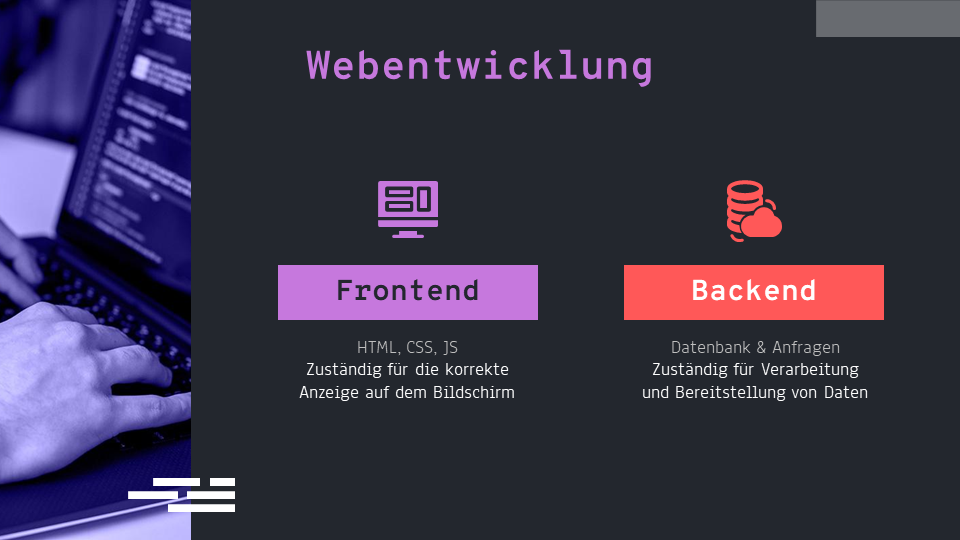 Webentwicklung
Frontend
HTML, CSS, JS
Zuständig für die korrekte
Anzeige auf dem Bildschirm
Backend
Datenbank & Anfragen
Zuständig für Verarbeitung
und Bereitstellung von Daten